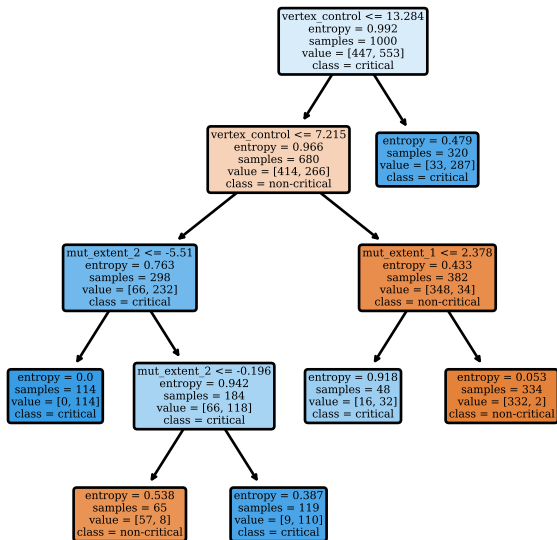 vertex_control <= 13.284
entropy = 0.992
samples = 1000
value = [447, 553]
class = critical
vertex_control <= 7.215
entropy = 0.966
samples = 680
value = [414, 266]
class = non-critical
entropy = 0.479
samples = 320
value = [33, 287]
class = critical
mut_extent_2 <= -5.51
entropy = 0.763
samples = 298
value = [66, 232]
class = critical
mut_extent_1 <= 2.378
entropy = 0.433
samples = 382
value = [348, 34]
class = non-critical
entropy = 0.0
samples = 114
value = [0, 114]
class = critical
mut_extent_2 <= -0.196
entropy = 0.942
samples = 184
value = [66, 118]
class = critical
entropy = 0.918
samples = 48
value = [16, 32]
class = critical
entropy = 0.053
samples = 334
value = [332, 2]
class = non-critical
entropy = 0.538
samples = 65
value = [57, 8]
class = non-critical
entropy = 0.387
samples = 119
value = [9, 110]
class = critical